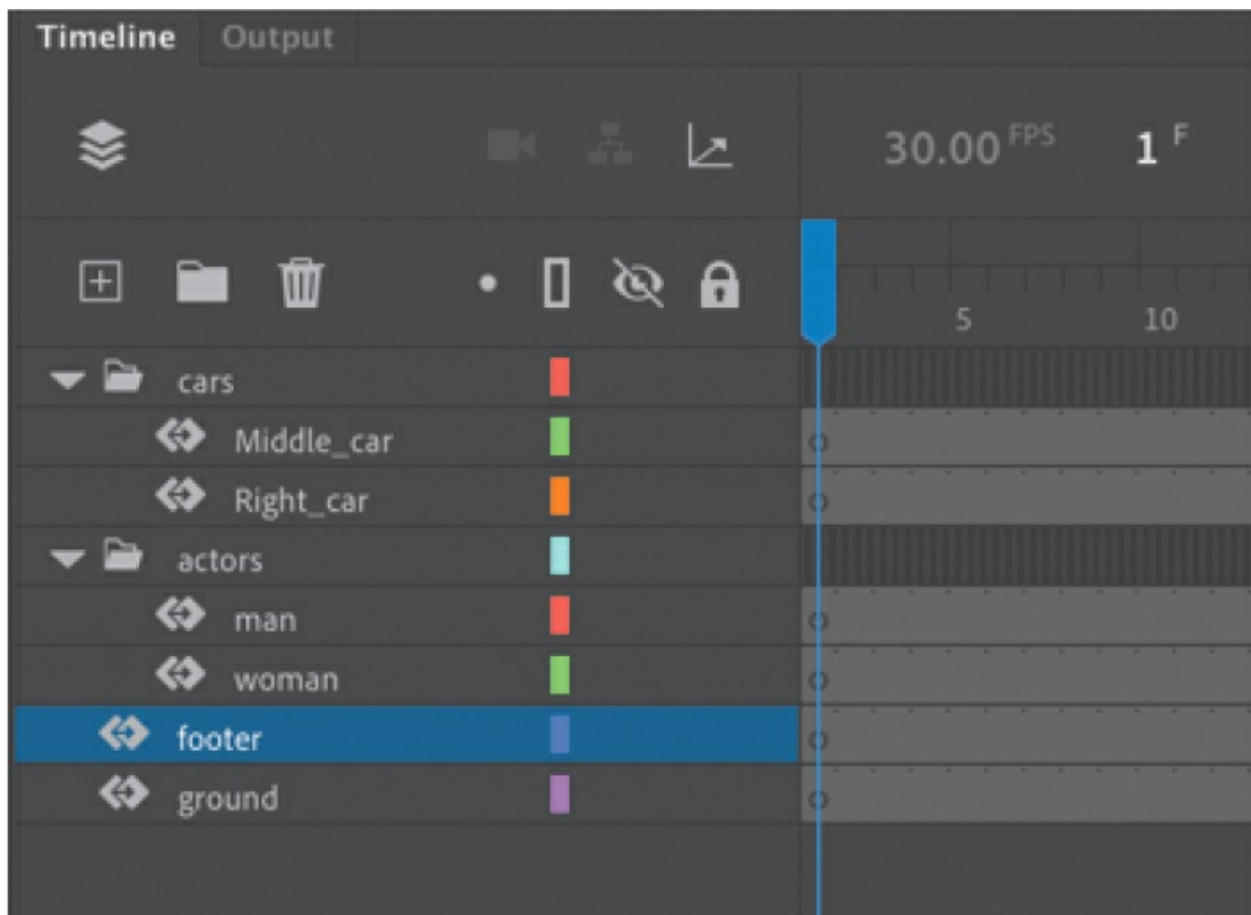 Timeline Output
30.00 FPS 1 F
5 10
cars
Middle_car
Right_car
actors
man
woman
footer
ground